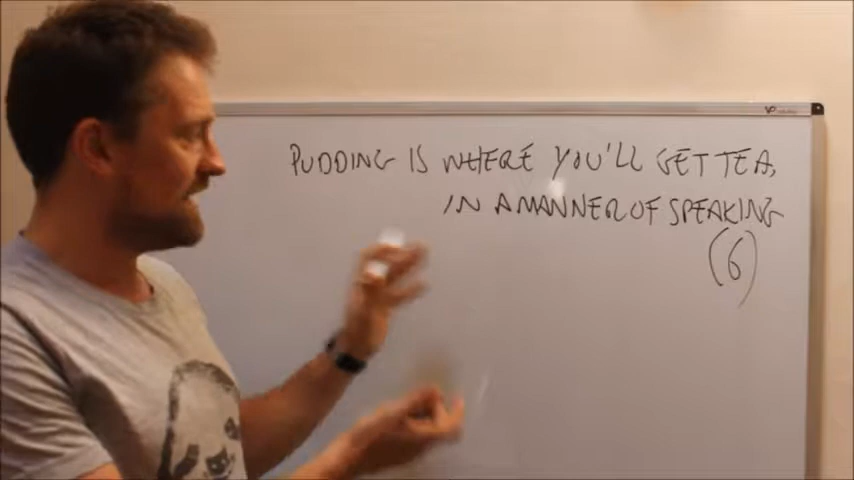 PUDDING IS WHERE YOU'LL GET TEA,
IN A MANNER OF SPEAKING
(6)